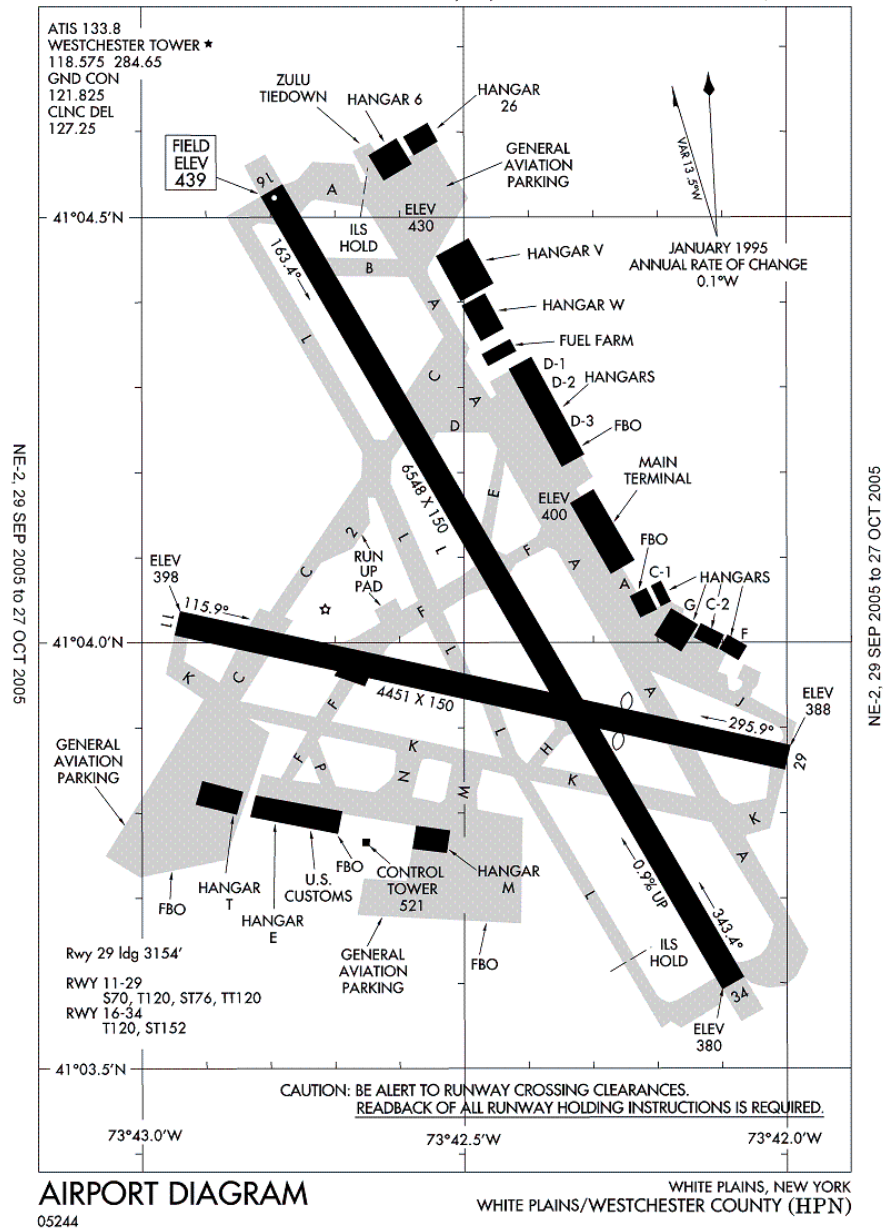 ATIS 133.8
WESTCHESTER TOWER ★
118.575 284.65
GND CON
121.825
CLNC DEL
127.25
ZULU
TIEDOWN
HANGAR 6
HANGAR
26
GENERAL
AVIATION
PARKING
FIELD
ELEV
439
16
A
ELEV
430
ILS
HOLD
VAR 13.5°W
JANUARY 1995
ANNUAL RATE OF CHANGE
0.1°W
41°04.5'N
163.4°
B
HANGAR V
A
HANGAR W
L
FUEL FARM
C
A
D
D-1
D-2
HANGARS
D-3
FBO
6548 X 150
E
ELEV
400
MAIN
TERMINAL
2
RUN
UP
PAD
C
L
L
F
F
A
FBO
A
C-1
HANGARS
G
C-2
F
ELEV
398
11
115.9°
41°04.0'N
K
C
F
F
4451 X 150
L
L
A
J
295.9°
ELEV
388
29
GENERAL
AVIATION
PARKING
P
K
N
M
H
K
K
A
FBO
HANGAR
T
HANGAR
E
U.S.
CUSTOMS
FBO
CONTROL
TOWER
521
HANGAR
M
L
0.9% UP
343.4°
GENERAL
AVIATION
PARKING
FBO
ILS
HOLD
34
ELEV
380
Rwy 29 ldg 3154'
RWY 11-29
S70, T120, ST76, TT120
RWY 16-34
T120, ST152
41°03.5'N
CAUTION: BE ALERT TO RUNWAY CROSSING CLEARANCES.
READBACK OF ALL RUNWAY HOLDING INSTRUCTIONS IS REQUIRED.
73°43.0'W
73°42.5'W
73°42.0'W
NE-2, 29 SEP 2005 to 27 OCT 2005
NE-2, 29 SEP 2005 to 27 OCT 2005
AIRPORT DIAGRAM
05244
WHITE PLAINS, NEW YORK
WHITE PLAINS/WESTCHESTER COUNTY (HPN)